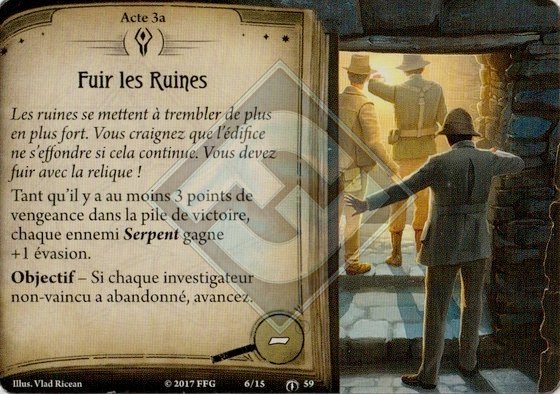 Acte 3a
Fuir les Ruines
Les ruines se mettent à trembler de plus
en plus fort. Vous craignez que l'édifice
ne s'effondre si cela continue. Vous devez
fuir avec la relique !
Tant qu'il y a au moins 3 points de
vengeance dans la pile de victoire,
chaque ennemi Serpent gagne
+1 évasion.
Objectif – Si chaque investigateur
non-vaincu a abandonné, avancez.
–
Illus. Vlad Ricean © 2017 FFG 6/15 59